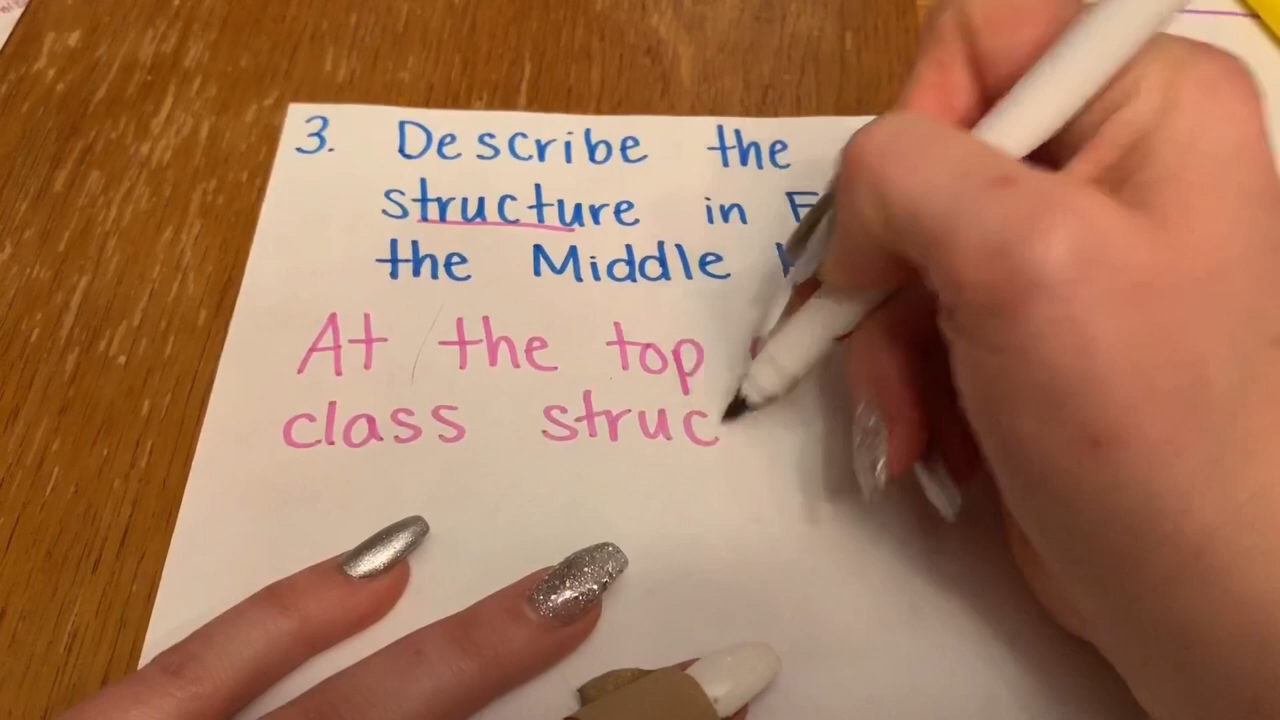 3. Describe the
structure in
the Middle
At the top
class struc